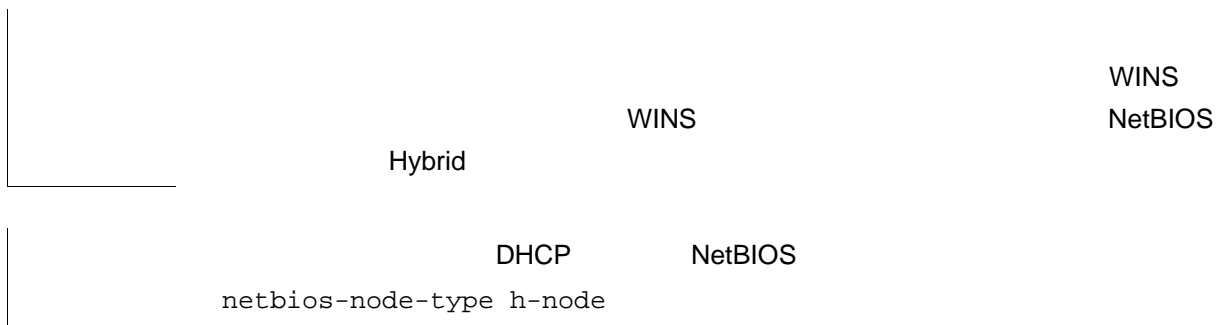 WINS
WINS NetBIOS
Hybrid
DHCP NetBIOS
netbios-node-type h-node